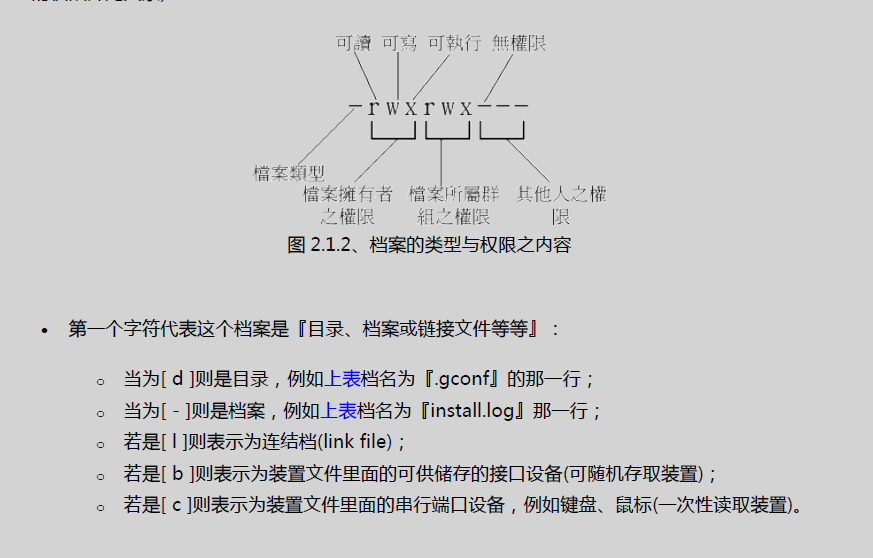 可讀 可寫 可執行 無權限
-rwxrwx---
檔案類型
檔案擁有者 檔案所屬群 其他人之權
之權限 組之權限 限
图 2.1.2、档案的类型与权限之内容
• 第一个字符代表这个档案是『目录、档案或链接文件等等』：
o 当为[ d ]则是目录，例如上表档名为『.gconf』的那一行；
o 当为[ - ]则是档案，例如上表档名为『install.log』那一行；
o 若是[ l ]则表示为连结档(link file)；
o 若是[ b ]则表示为装置文件里面的可供储存的接口设备(可随机存取装置)；
o 若是[ c ]则表示为装置文件里面的串行端口设备，例如键盘、鼠标(一次性读取装置)。